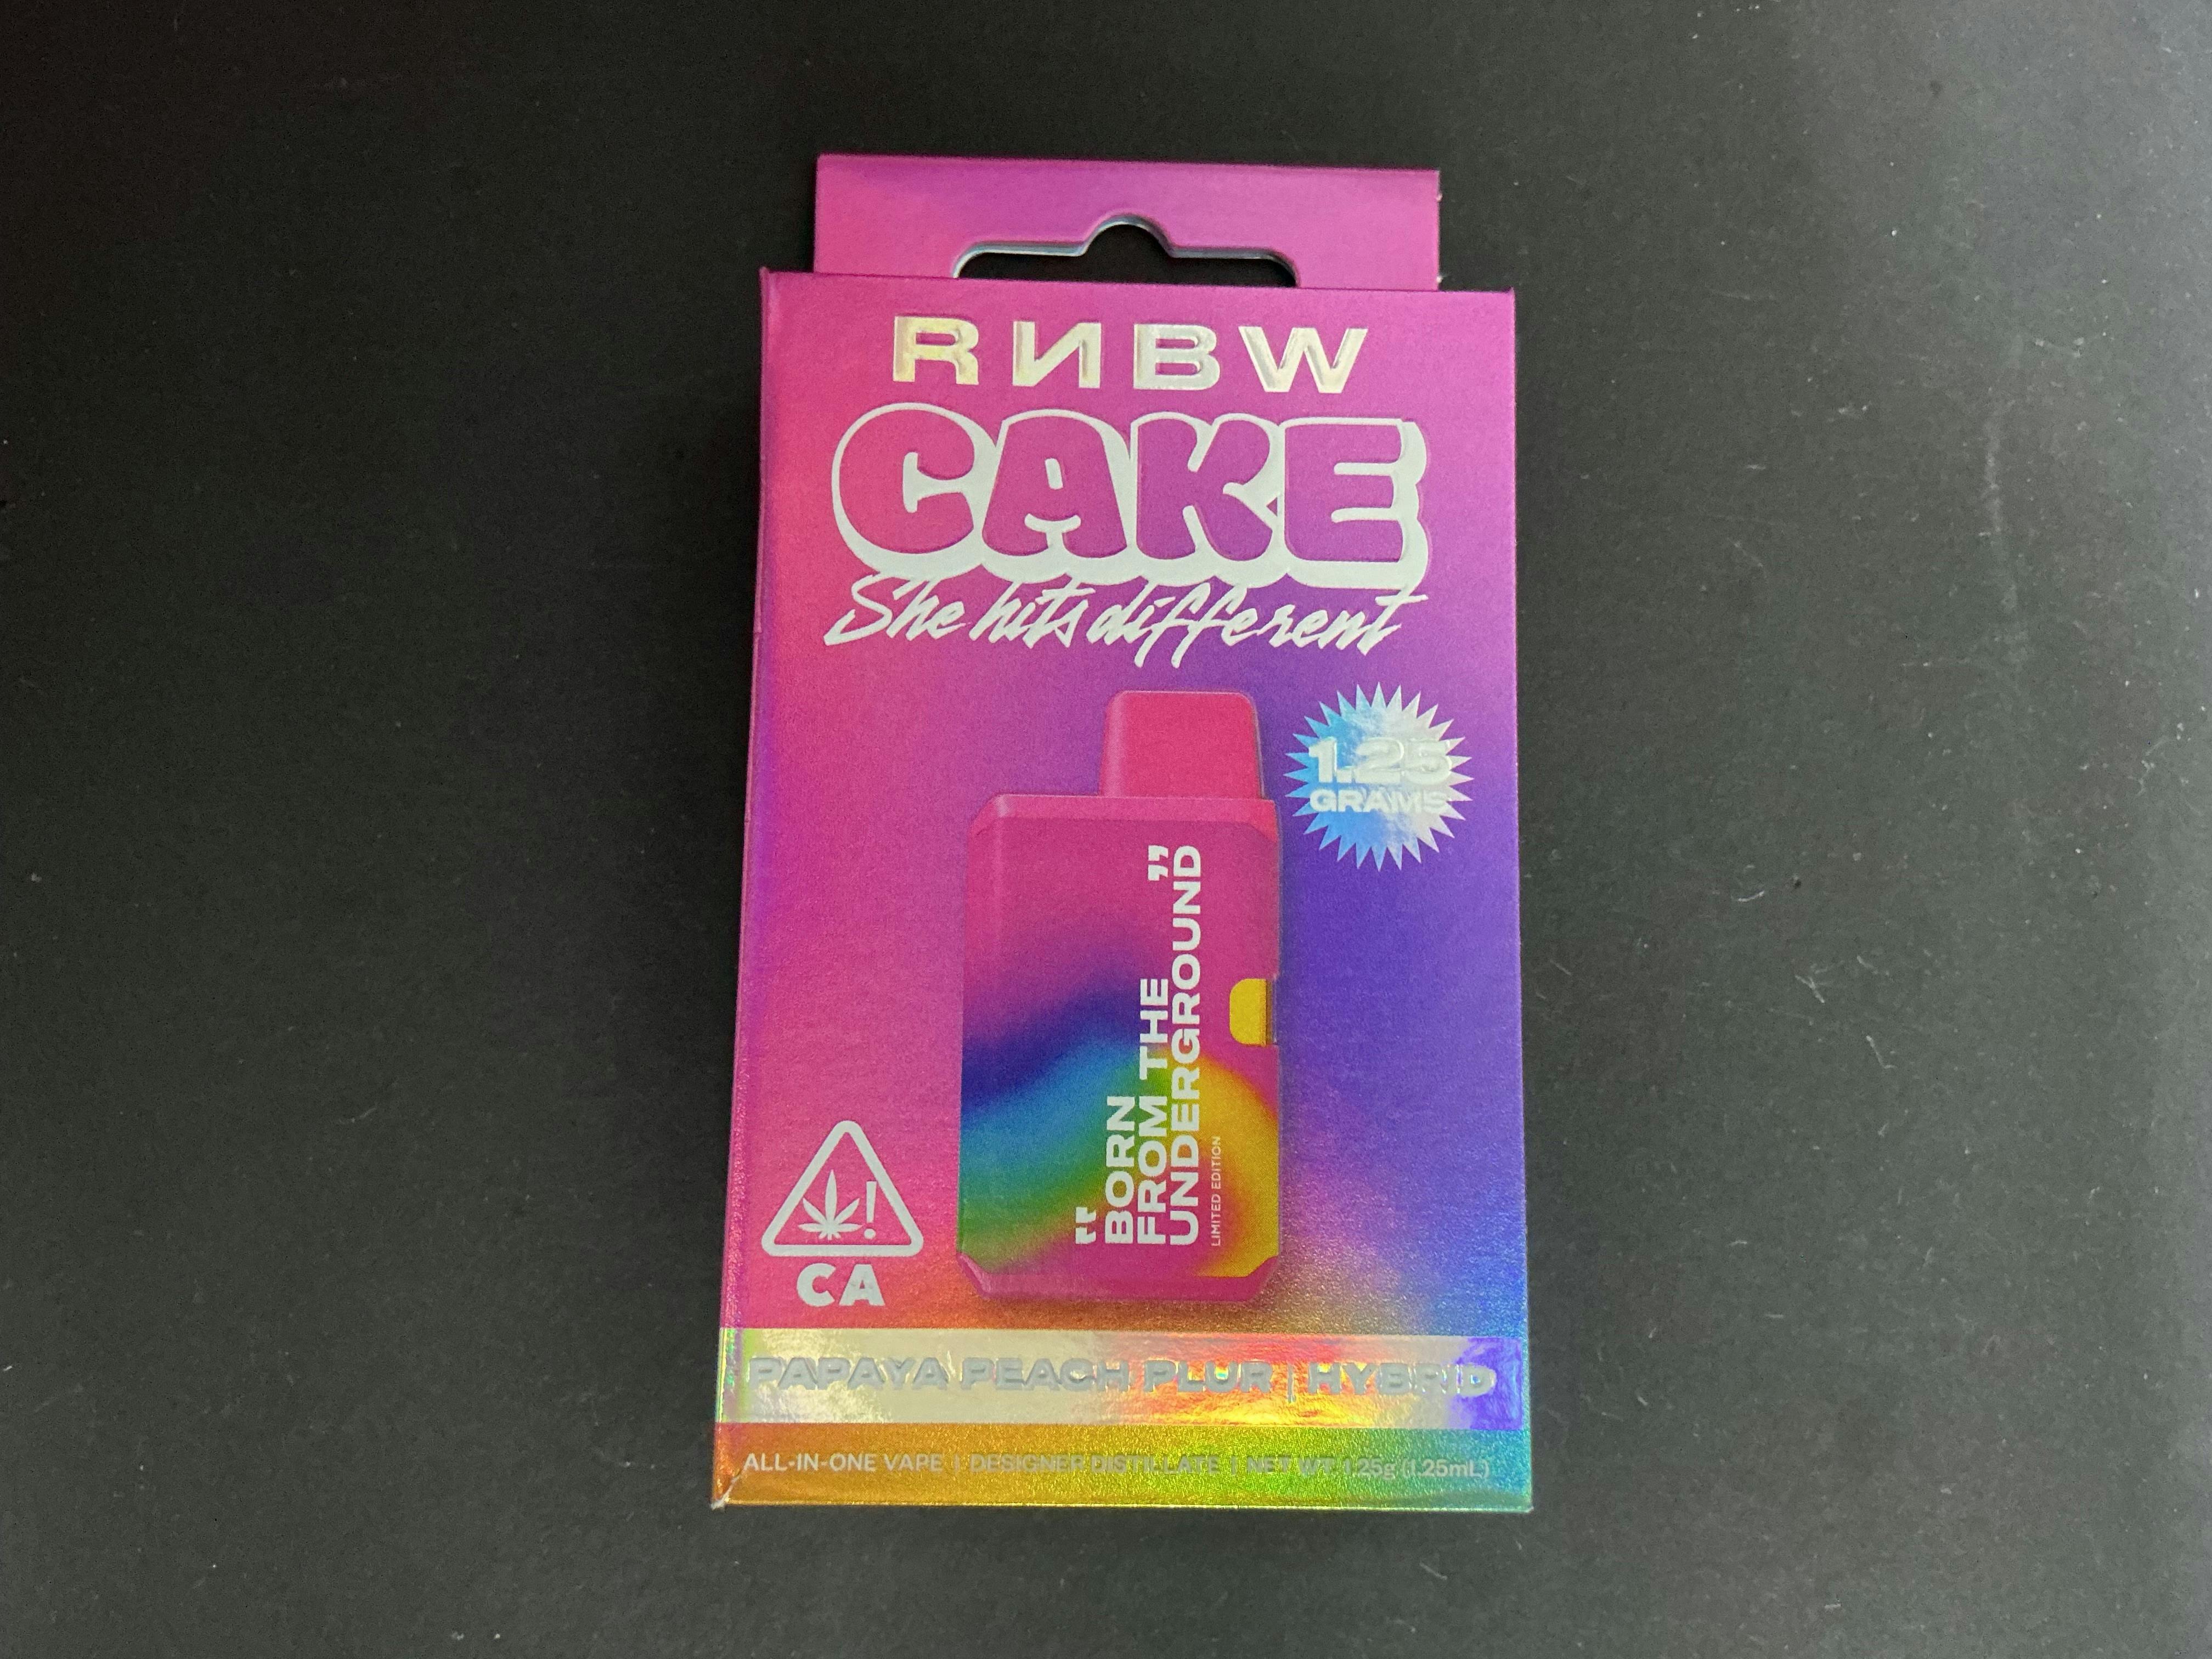 RИBW
CAKE
She hits different
1.25
GRAMS
"BORN
FROM THE
UNDERGROUND"
LIMITED EDITION
!
CA
PAPAYA PEACH PLUR | HYBRID
ALL-IN-ONE VAPE | DESIGNER DISTILLATE | NET WT. 1.25g (1.25mL)